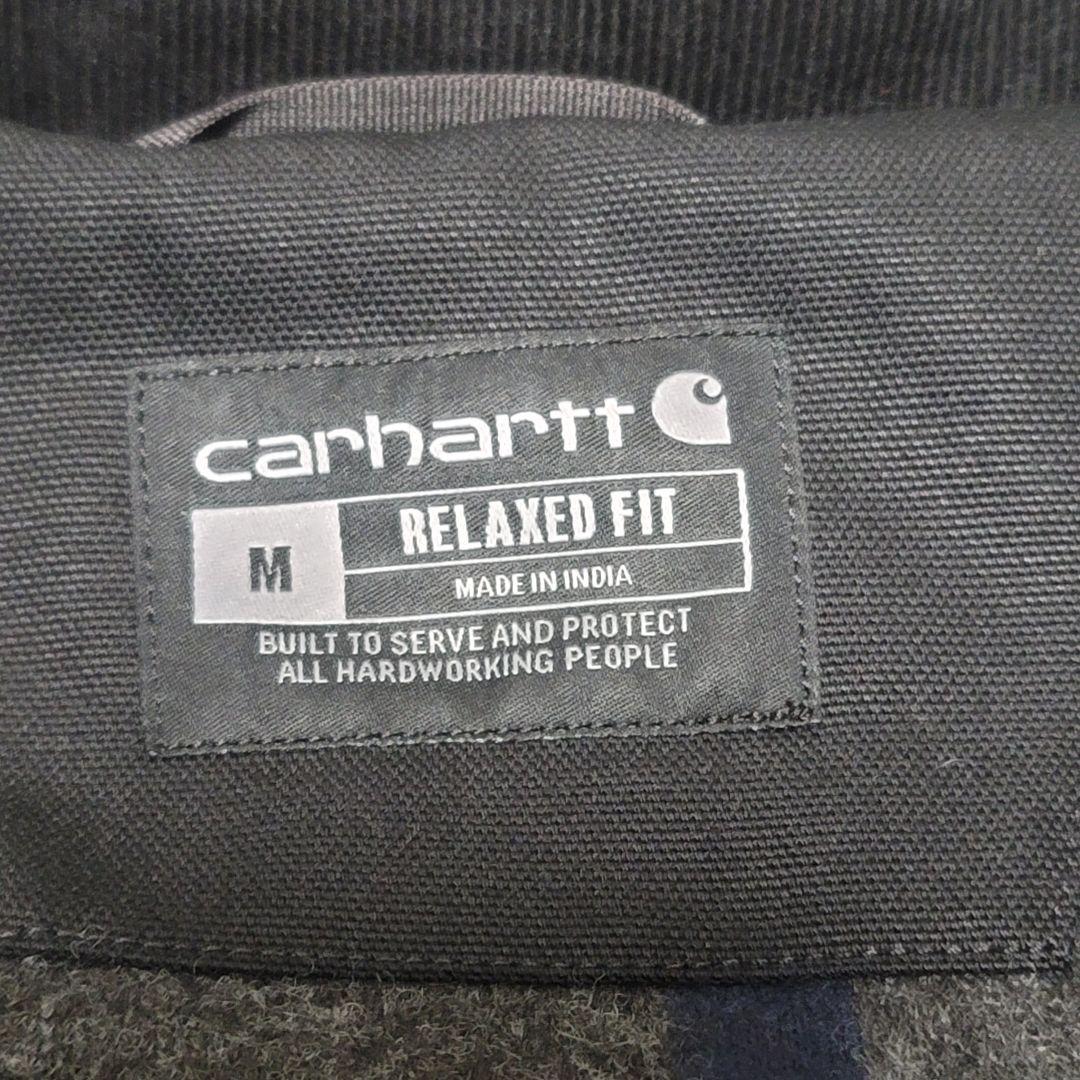 carhartt
M
RELAXED FIT
MADE IN INDIA
BUILT TO SERVE AND PROTECT
ALL HARDWORKING PEOPLE